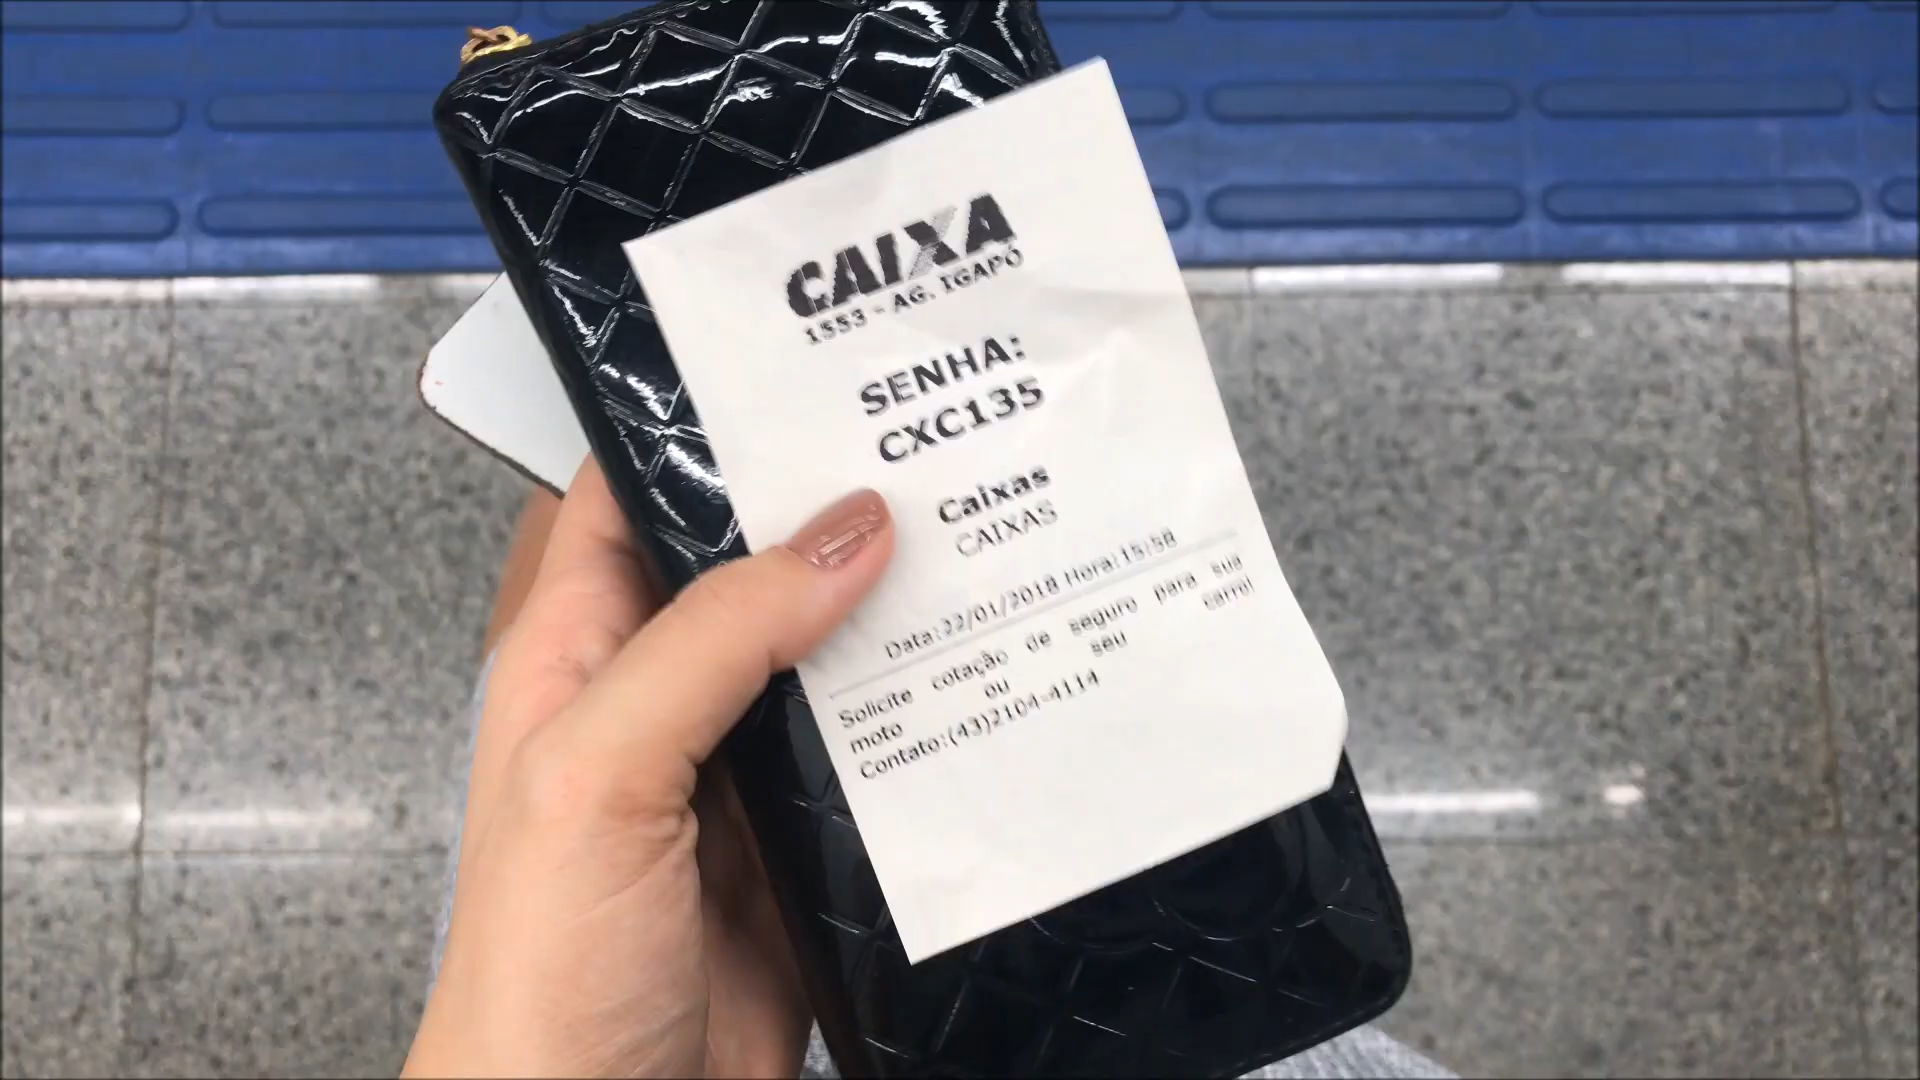 CAIXA
1553 - AG. IGAPÓ
SENHA:
CXC135
Caixas
CAIXAS
Data:22/01/2018 Hora:15:58
Solicite cotação de seguro para sua
moto ou seu carro!
Contato:(43)2104-4114